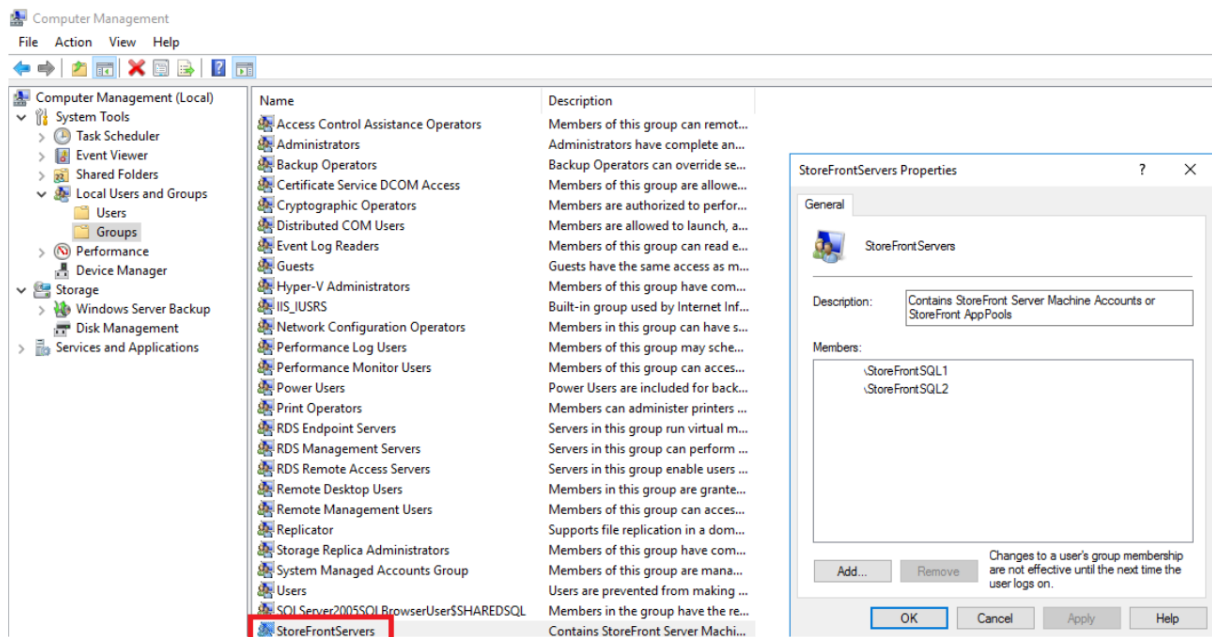 Computer Management
File Action View Help
Computer Management (Local)
System Tools
Task Scheduler
Event Viewer
Shared Folders
Local Users and Groups
Users
Groups
Performance
Device Manager
Storage
Windows Server Backup
Disk Management
Services and Applications
Name Description
Access Control Assistance Operators Members of this group can remot...
Administrators Administrators have complete an...
Backup Operators Backup Operators can override se...
Certificate Service DCOM Access Members of this group are allowe...
Cryptographic Operators Members are authorized to perfor...
Distributed COM Users Members are allowed to launch, a...
Event Log Readers Members of this group can read e...
Guests Guests have the same access as m...
Hyper-V Administrators Members of this group have com...
IIS_IUSRS Built-in group used by Internet Inf...
Network Configuration Operators Members in this group can have s...
Performance Log Users Members of this group may sche...
Performance Monitor Users Members of this group can acces...
Power Users Power Users are included for back...
Print Operators Members can administer printers ...
RDS Endpoint Servers Servers in this group run virtual m...
RDS Management Servers Servers in this group can perform ...
RDS Remote Access Servers Servers in this group enable users ...
Remote Desktop Users Members in this group are grante...
Remote Management Users Members of this group can acces...
Replicator Supports file replication in a dom...
Storage Replica Administrators Members of this group have com...
System Managed Accounts Group Members of this group are mana...
Users Users are prevented from making ...
SQLServer2005SQLBrowserUser$SHAREDSQL Members in the group have the re...
StoreFrontServers Contains StoreFront Server Machi...
StoreFrontServers Properties ?
General
StoreFrontServers
Description: Contains StoreFront Server Machine Accounts or
StoreFront AppPools
Members:
\StoreFrontSQL1
\StoreFrontSQL2
Add... Remove
Changes to a user's group membership
are not effective until the next time the
user logs on.
OK Cancel Apply Help